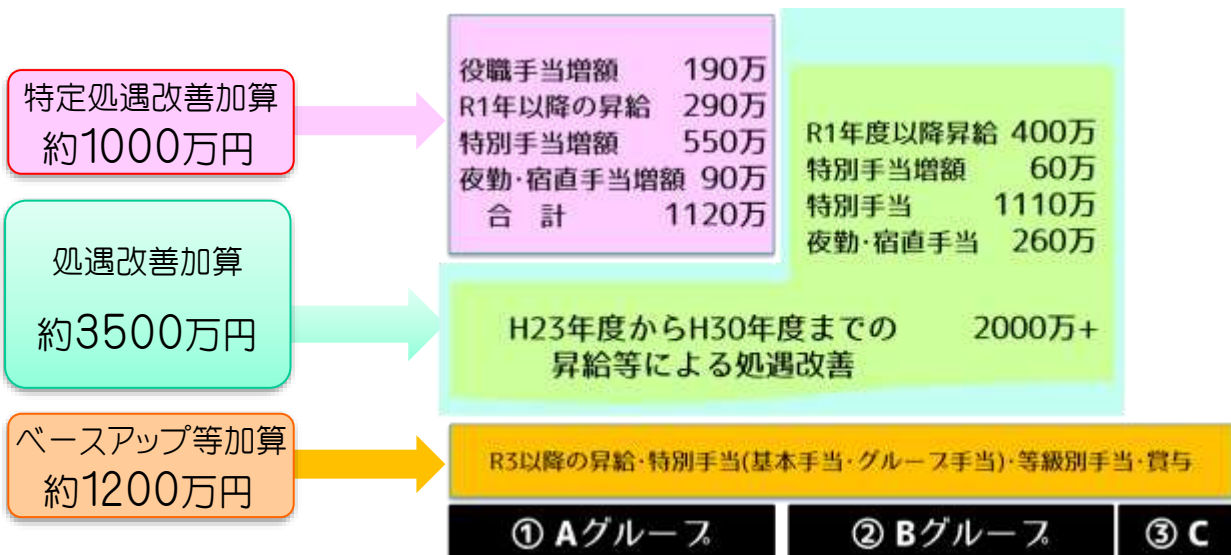 特定処遇改善加算
約1000万円
処遇改善加算
約3500万円
ベースアップ等加算
約1200万円
役職手当増額 190万
R1年以降の昇給 290万
特別手当増額 550万
夜勤･宿直手当増額 90万
合 計 1120万
R1年度以降昇給 400万
特別手当増額 60万
特別手当 1110万
夜勤･宿直手当 260万
H23年度からH30年度までの 2000万+
昇給等による処遇改善
R3以降の昇給･特別手当(基本手当･グループ手当)･等級別手当･賞与
① Aグループ
② Bグループ
③ C